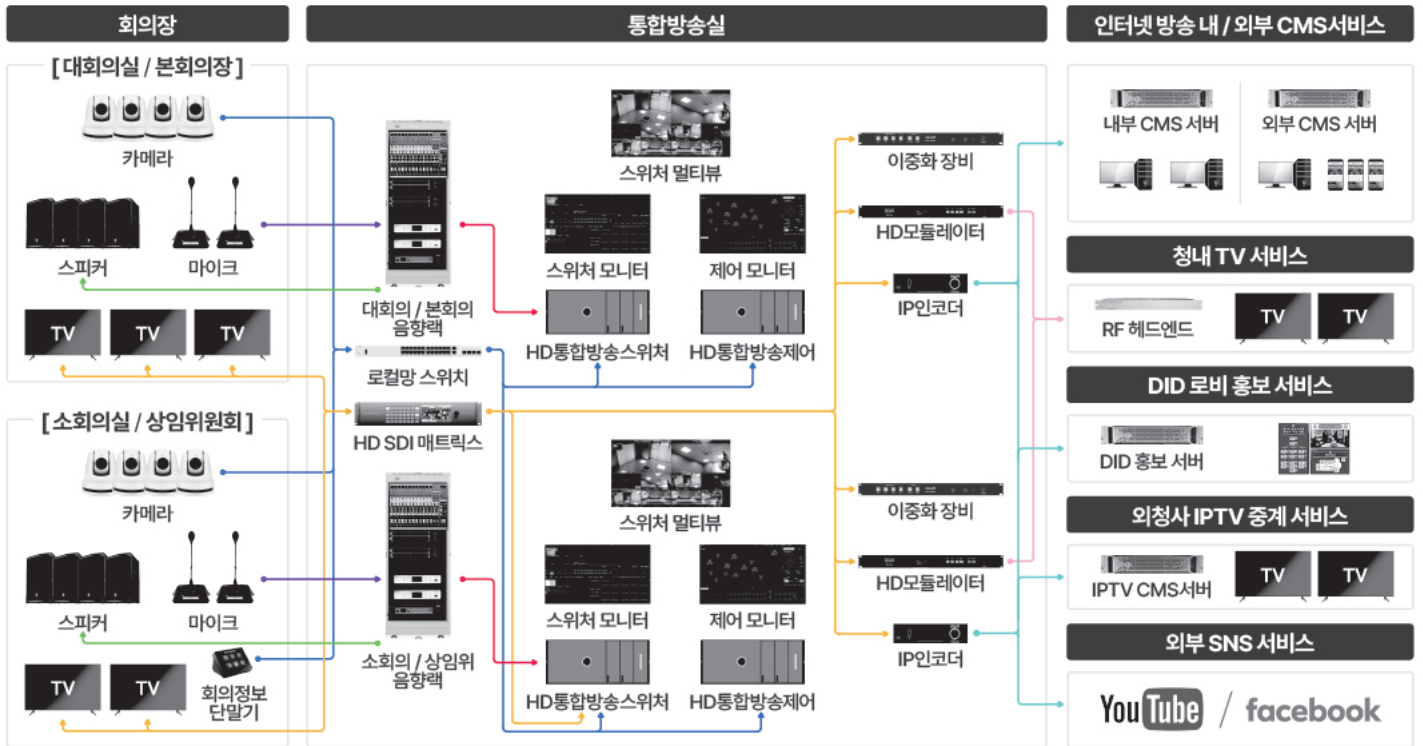 회의장
통합방송실
인터넷 방송 내 / 외부 CMS서비스
[ 대회의실 / 본회의장 ]
카메라
스피커
마이크
TV
TV
TV
[ 소회의실 / 상임위원회 ]
카메라
스피커
마이크
TV
TV
회의정보
단말기
대회의 / 본회의
음향랙
로컬망 스위치
HD SDI 매트릭스
소회의 / 상임위
음향랙
스위처 멀티뷰
스위처 모니터
제어 모니터
HD통합방송스위처
HD통합방송제어
스위처 멀티뷰
스위처 모니터
제어 모니터
HD통합방송스위처
HD통합방송제어
이중화 장비
HD모듈레이터
IP인코더
이중화 장비
HD모듈레이터
IP인코더
내부 CMS 서버
외부 CMS 서버
청내 TV 서비스
RF 헤드엔드
TV
TV
DID 로비 홍보 서비스
DID 홍보 서버
외청사 IPTV 중계 서비스
IPTV CMS서버
TV
TV
외부 SNS 서비스
YouTube / facebook